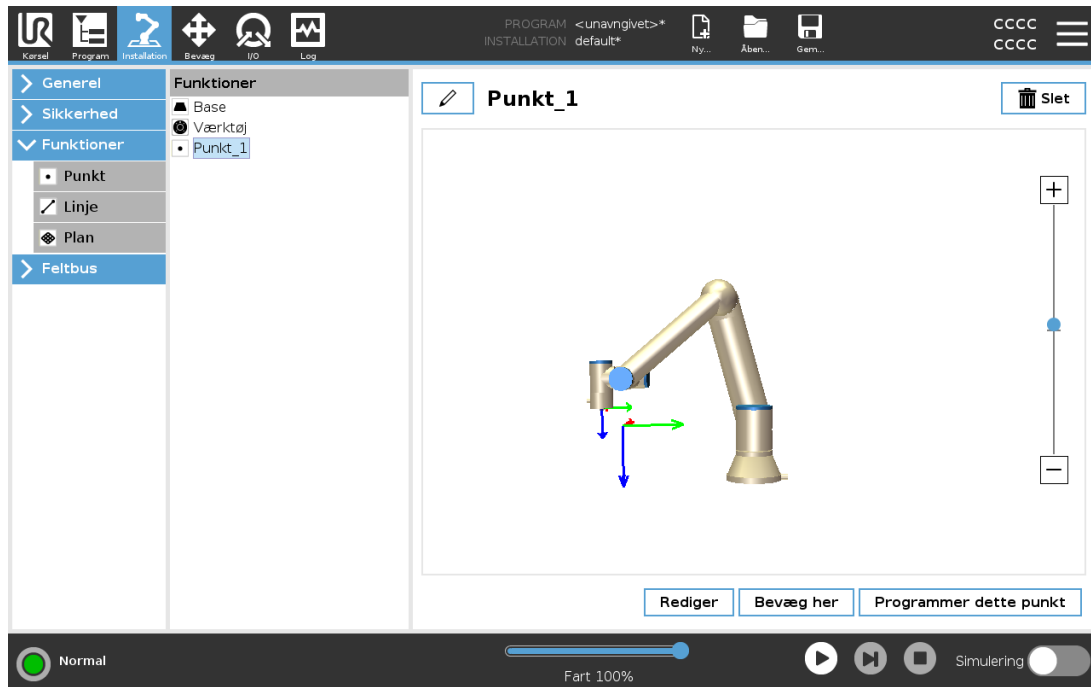 PROGRAM <unavngivet>*
INSTALLATION default*
CCCC
CCCC
Kørsel Program Installation Bevæg I/O Log Ny... Åben... Gem...
Generel
Sikkerhed
Funktioner
Punkt
Linje
Plan
Feltbus
Funktioner
Base
Værktøj
Punkt_1
Punkt_1
Slet
Rediger Bevæg her Programmer dette punkt
Normal
Fart 100%
Simulering